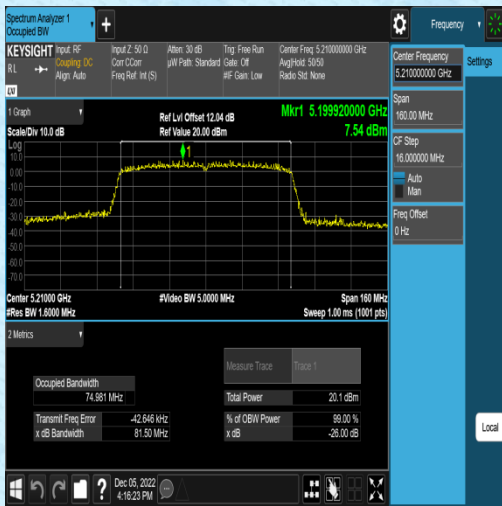 Spectrum Analyzer 1
Occupied BW
+
Frequency
KEYSIGHT
RL
Input: RF
Coupling: DC
Align: Auto
Input Z: 50 Ω
Corr CCorr
Freq Ref: Int (S)
Atten: 30 dB
µW Path: Standard
Trig: Free Run
Gate: Off
#IF Gain: Low
Center Freq: 5.210000000 GHz
Avg|Hold: 50/50
Radio Std: None
LXI
1 Graph
Scale/Div 10.0 dB
Ref Lvl Offset 12.04 dB
Ref Value 20.00 dBm
Mkr1 5.199920000 GHz
7.54 dBm
Log
10.0
0.00
-10.0
-20.0
-30.0
-40.0
-50.0
-60.0
-70.0
1
Center 5.21000 GHz
#Res BW 1.6000 MHz
#Video BW 5.0000 MHz
Span 160 MHz
Sweep 1.00 ms (1001 pts)
2 Metrics
Measure Trace
Trace 1
Occupied Bandwidth
74.981 MHz
Total Power
20.1 dBm
Transmit Freq Error
-42.646 kHz
% of OBW Power
99.00 %
x dB Bandwidth
81.50 MHz
x dB
-26.00 dB
Dec 05, 2022
4:16:23 PM
?
Center Frequency
5.210000000 GHz
Settings
Span
160.00 MHz
CF Step
16.000000 MHz
Auto
Man
Freq Offset
0 Hz
Local